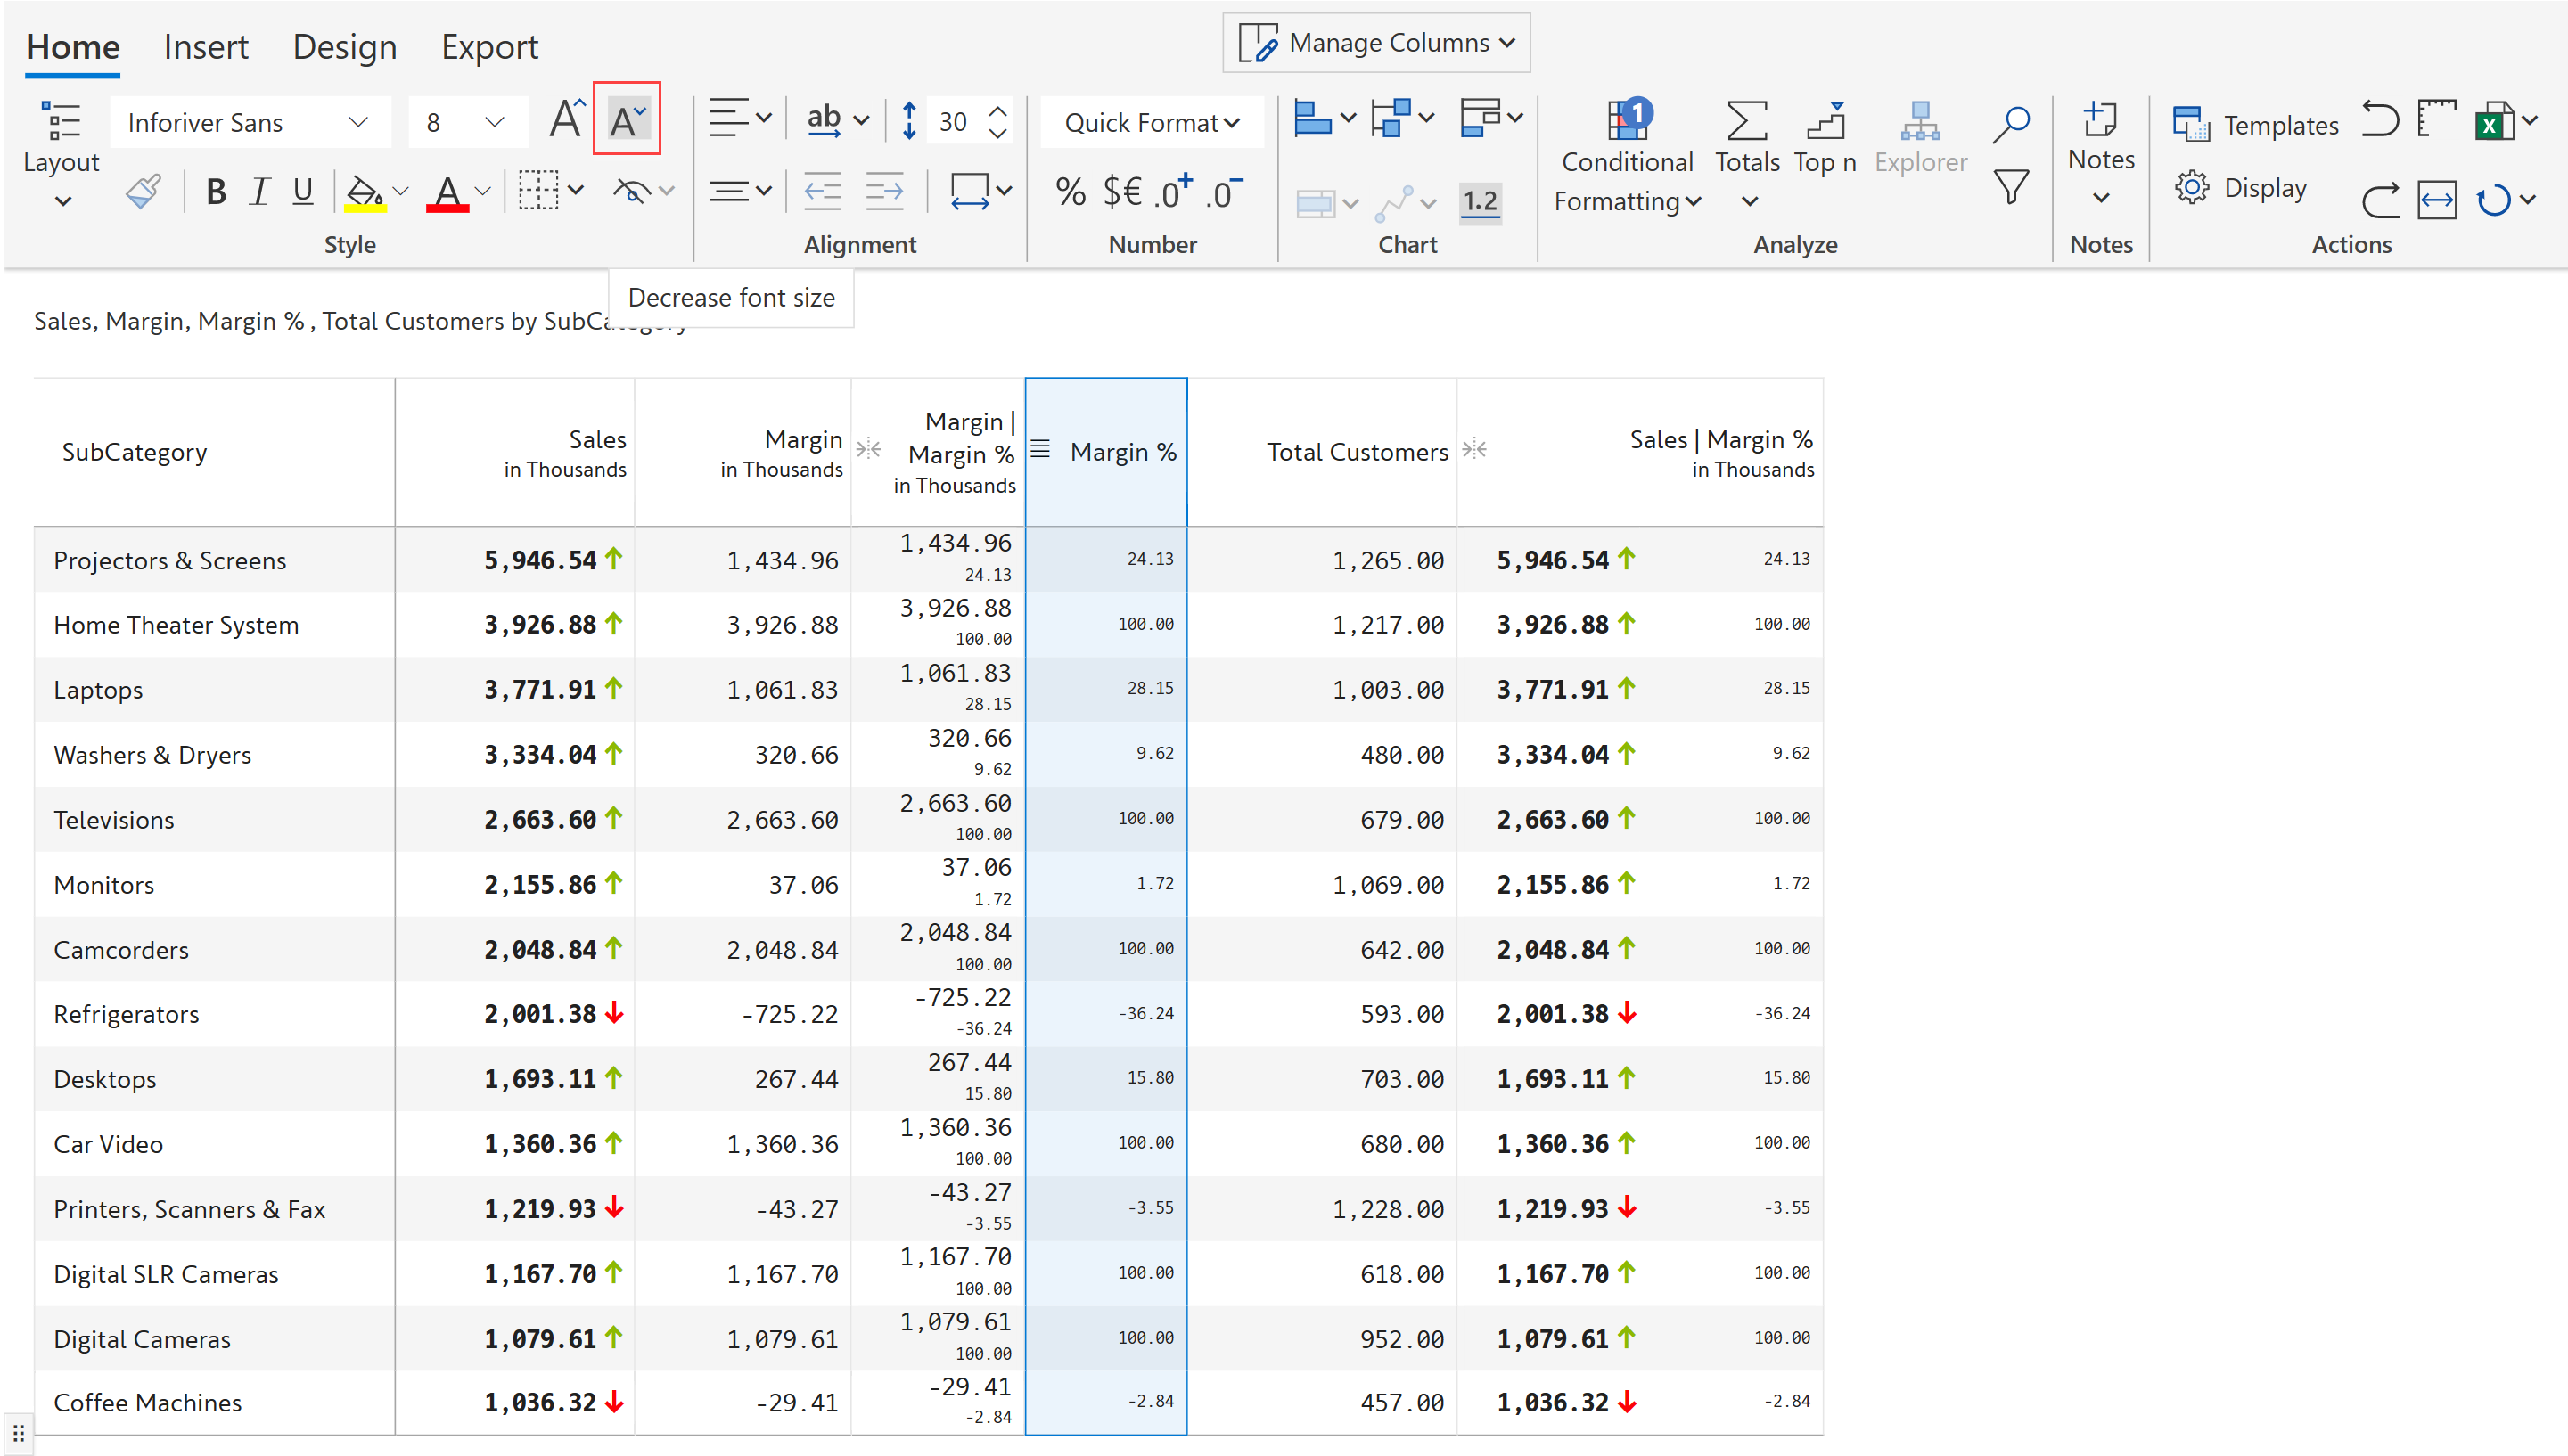 Home Insert Design Export
Manage Columns
Layout
Inforiver Sans
8
B I U
Style
ab
30
Alignment
Quick Format
% $€ .0+ .0-
Number
1.2
Chart
1
Conditional Formatting
Totals
Top n
Explorer
Analyze
Notes
Notes
Templates
Display
Actions
Decrease font size
Sales, Margin, Margin % , Total Customers by SubCategory
SubCategory
Sales
in Thousands
Margin
in Thousands
Margin |
Margin %
in Thousands
Margin %
Total Customers
Sales | Margin %
in Thousands
Projectors & Screens 5,946.54 1,434.96 1,434.96 24.13 24.13 1,265.00 5,946.54 24.13
Home Theater System 3,926.88 3,926.88 3,926.88 100.00 100.00 1,217.00 3,926.88 100.00
Laptops 3,771.91 1,061.83 1,061.83 28.15 28.15 1,003.00 3,771.91 28.15
Washers & Dryers 3,334.04 320.66 320.66 9.62 9.62 480.00 3,334.04 9.62
Televisions 2,663.60 2,663.60 2,663.60 100.00 100.00 679.00 2,663.60 100.00
Monitors 2,155.86 37.06 37.06 1.72 1.72 1,069.00 2,155.86 1.72
Camcorders 2,048.84 2,048.84 2,048.84 100.00 100.00 642.00 2,048.84 100.00
Refrigerators 2,001.38 -725.22 -725.22 -36.24 -36.24 593.00 2,001.38 -36.24
Desktops 1,693.11 267.44 267.44 15.80 15.80 703.00 1,693.11 15.80
Car Video 1,360.36 1,360.36 1,360.36 100.00 100.00 680.00 1,360.36 100.00
Printers, Scanners & Fax 1,219.93 -43.27 -43.27 -3.55 -3.55 1,228.00 1,219.93 -3.55
Digital SLR Cameras 1,167.70 1,167.70 1,167.70 100.00 100.00 618.00 1,167.70 100.00
Digital Cameras 1,079.61 1,079.61 1,079.61 100.00 100.00 952.00 1,079.61 100.00
Coffee Machines 1,036.32 -29.41 -29.41 -2.84 -2.84 457.00 1,036.32 -2.84